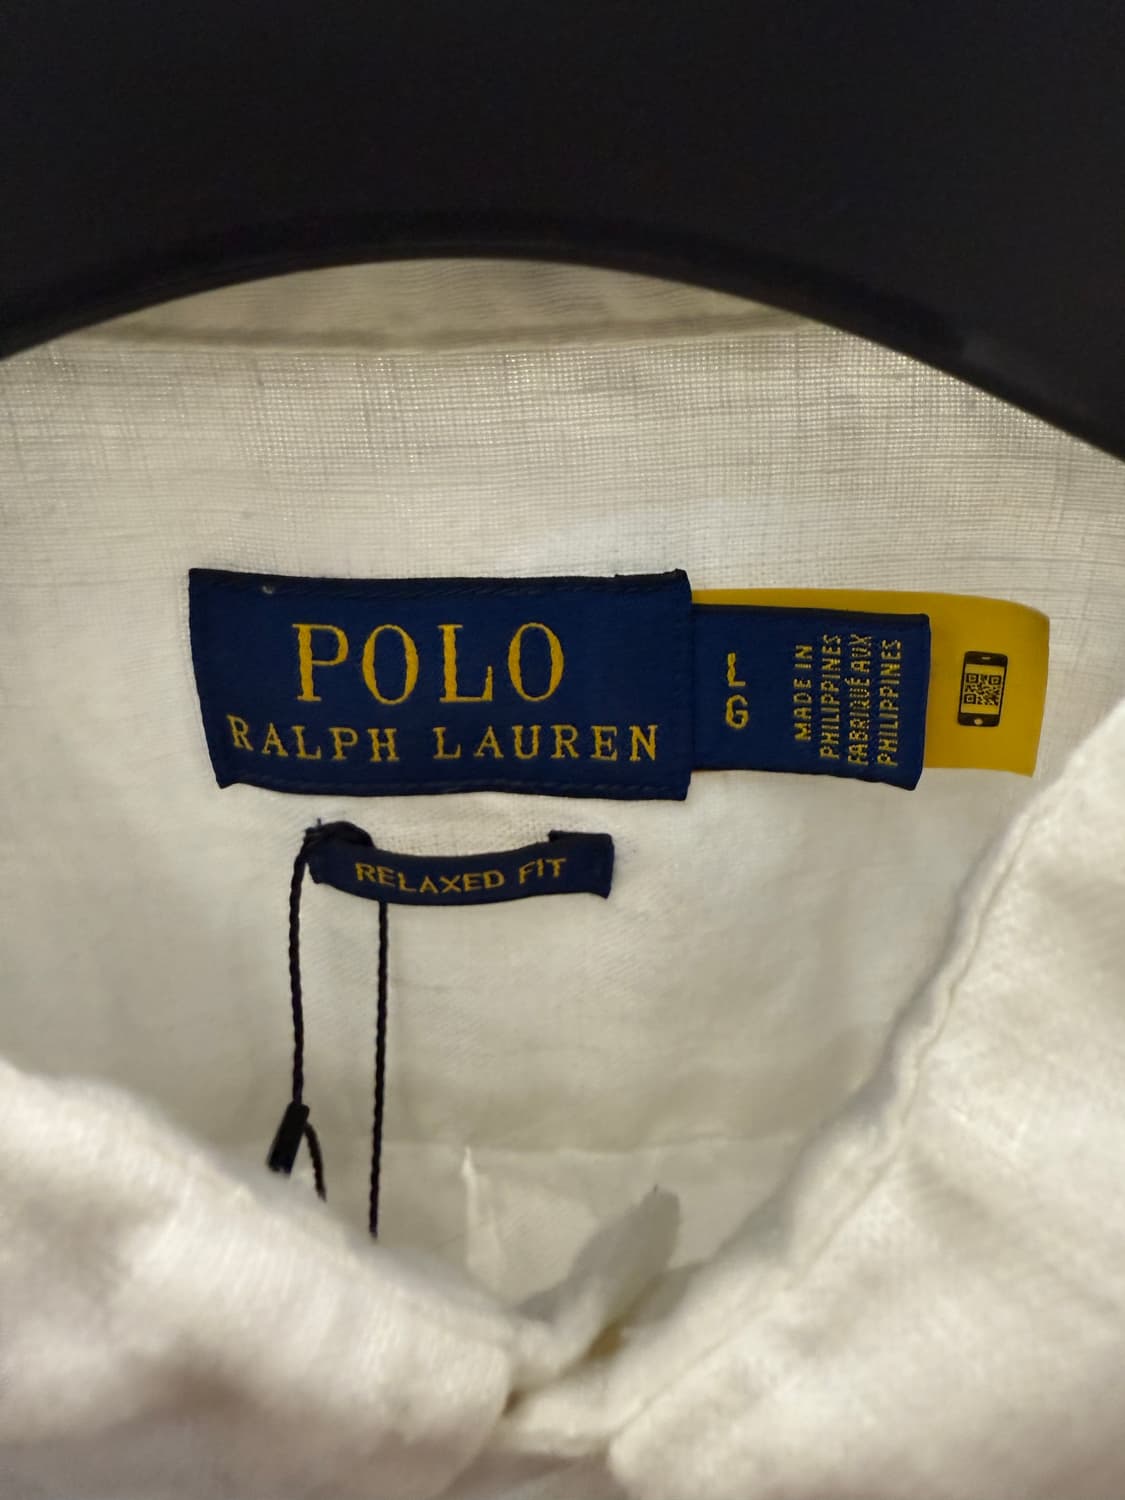 POLO
RALPH LAUREN
L
G
MADE IN
PHILIPPINES
FABRIQUÉ AUX
PHILIPPINES
RELAXED FIT